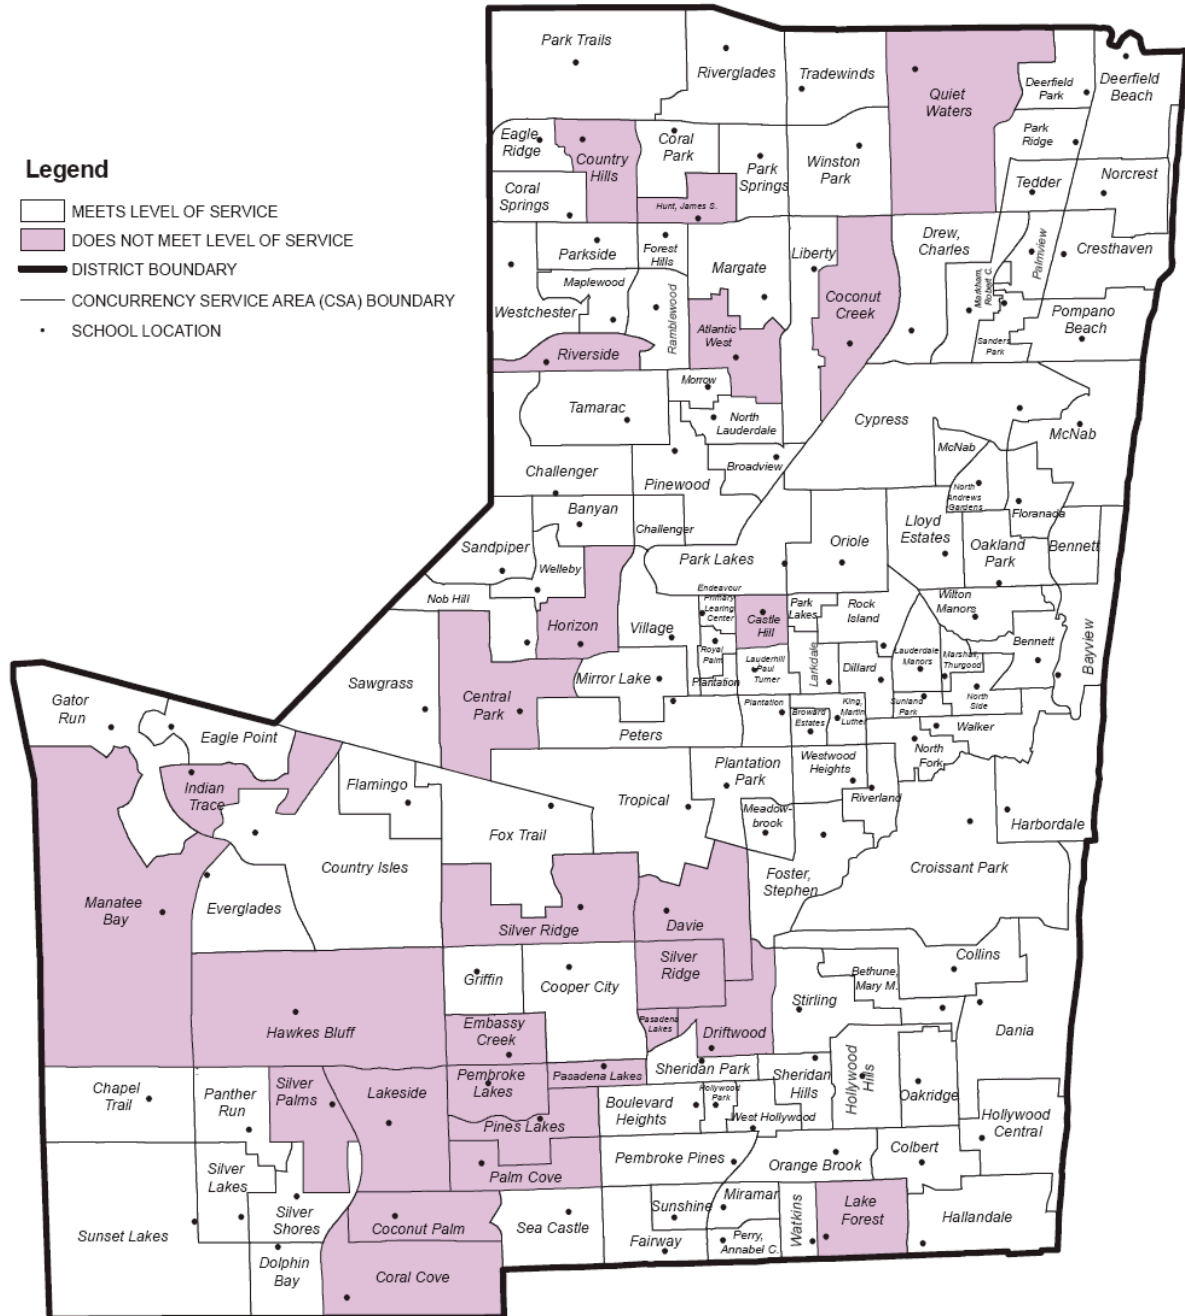 Park Trails
Riverglades
Tradewinds
Quiet
Waters
Deerfield
Park
Deerfield
Beach
Legend
MEETS LEVEL OF SERVICE
DOES NOT MEET LEVEL OF SERVICE
DISTRICT BOUNDARY
CONCURRENCY SERVICE AREA (CSA) BOUNDARY
SCHOOL LOCATION
Eagle
Ridge
Country
Hills
Coral
Park
Park
Springs
Winston
Park
Park
Ridge
Tedder
Norcrest
Coral
Springs
Hunt, James S.
Parkside
Forest
Hills
Margate
Liberty
Drew,
Charles
Palmview
Cresthaven
Maplewood
Westchester
Ramblewood
Riverside
Atlantic
West
Coconut
Creek
Markham,
Robert C.
Sanders
Park
Pompano
Beach
Tamarac
Morrow
North
Lauderdale
Cypress
McNab
McNab
Challenger
Pinewood
Broadview
North
Andrews
Gardens
Floranada
Banyan
Challenger
Lloyd
Estates
Oakland
Park
Bennett
Sandpiper
Welleby
Park Lakes
Oriole
Nob Hill
Horizon
Village
Endeavour
Primary
Learing
Center
Castle
Hill
Park
Lakes
Rock
Island
Wilton
Manors
Bennett
Bayview
Royal
Palm
Plantation
Lauderhill
Paul
Turner
Larkdale
Dillard
Lauderdale
Manors
Marshall,
Thurgood
Sawgrass
Central
Park
Mirror Lake
Peters
Plantation
Broward
Estates
King,
Martin
Luther
Sunland
Park
North
Side
Walker
North
Fork
Gator
Run
Eagle Point
Indian
Trace
Flamingo
Fox Trail
Tropical
Plantation
Park
Westwood
Heights
Riverland
Meadow-
brook
Harbordale
Country Isles
Foster,
Stephen
Croissant Park
Manatee
Bay
Everglades
Silver Ridge
Davie
Silver
Ridge
Griffin
Cooper City
Collins
Bethune,
Mary M.
Stirling
Dania
Hawkes Bluff
Embassy
Creek
Pasadena
Lakes
Driftwood
Chapel
Trail
Panther
Run
Silver
Palms
Lakeside
Pembroke
Lakes
Pasadena Lakes
Sheridan Park
Sheridan
Hills
Hollywood
Hills
Oakridge
Hollywood
Central
Boulevard
Heights
Hollywood
Park
West Hollywood
Pines Lakes
Silver
Lakes
Palm Cove
Pembroke Pines
Orange Brook
Colbert
Sunset Lakes
Silver
Shores
Dolphin
Bay
Coconut Palm
Coral Cove
Sea Castle
Sunshine
Fairway
Miramar
Perry,
Annabel C.
Watkins
Lake
Forest
Hallandale